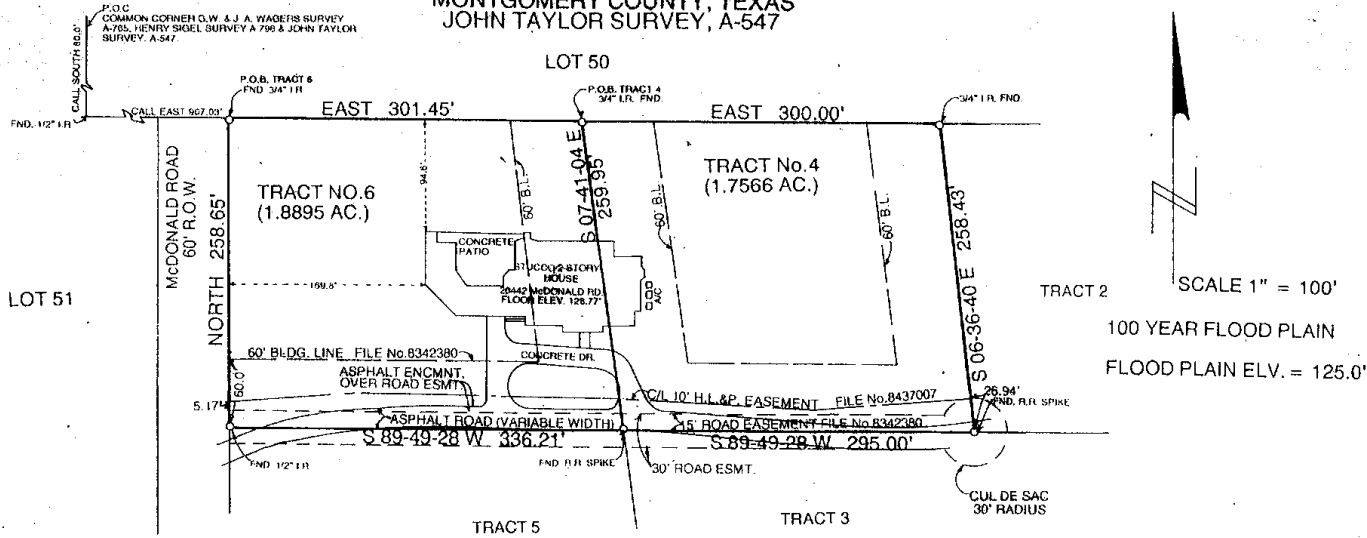 MONTGOMERY COUNTY, TEXAS
JOHN TAYLOR SURVEY, A-547
P.O.C
COMMON CORNER G.W. & J.A. WAGERS SURVEY
A-765, HENRY SIGEL SURVEY A 796 & JOHN TAYLOR
SURVEY, A-547.
CALL SOUTH 80.0'
LOT 50
P.O.B. TRACT 6
FND 3/4" I.R
P.O.B. TRACT 4
3/4" I.R. FND.
3/4" I.R. FND.
FND. 1/2" I.R
CALL EAST 907.03'
EAST 301.45'
EAST 300.00'
McDONALD ROAD
60' R.O.W.
NORTH 258.65'
TRACT NO.6
(1.8895 AC.)
94.6'
60' B.L.
S 07-41-04 E
259.95'
60' B.L.
TRACT No.4
(1.7566 AC.)
60' B.L.
S 06-36-40 E 258.43'
CONCRETE
PATIO
STUCCO 2-STORY
HOUSE
20442 McDONALD RD.
FLOOR ELEV. 128.77'
A/C
169.8'
LOT 51
TRACT 2
SCALE 1" = 100'
100 YEAR FLOOD PLAIN
FLOOD PLAIN ELV. = 125.0'
60' BLDG. LINE FILE No.8342380
CONCRETE DR.
ASPHALT ENCMNT.
OVER ROAD ESMT.
60.0'
5.17'
C/L 10' H.L.&P. EASEMENT FILE No.8437007
26.94'
FND. R.R. SPIKE
ASPHALT ROAD (VARIABLE WIDTH)
15' ROAD EASEMENT FILE No.8342380
S 89-49-28 W 336.21'
S 89-49-28 W 295.00'
FND 1/2" I.R
FND R.R. SPIKE
30' ROAD ESMT.
CUL DE SAC
30' RADIUS
TRACT 5
TRACT 3